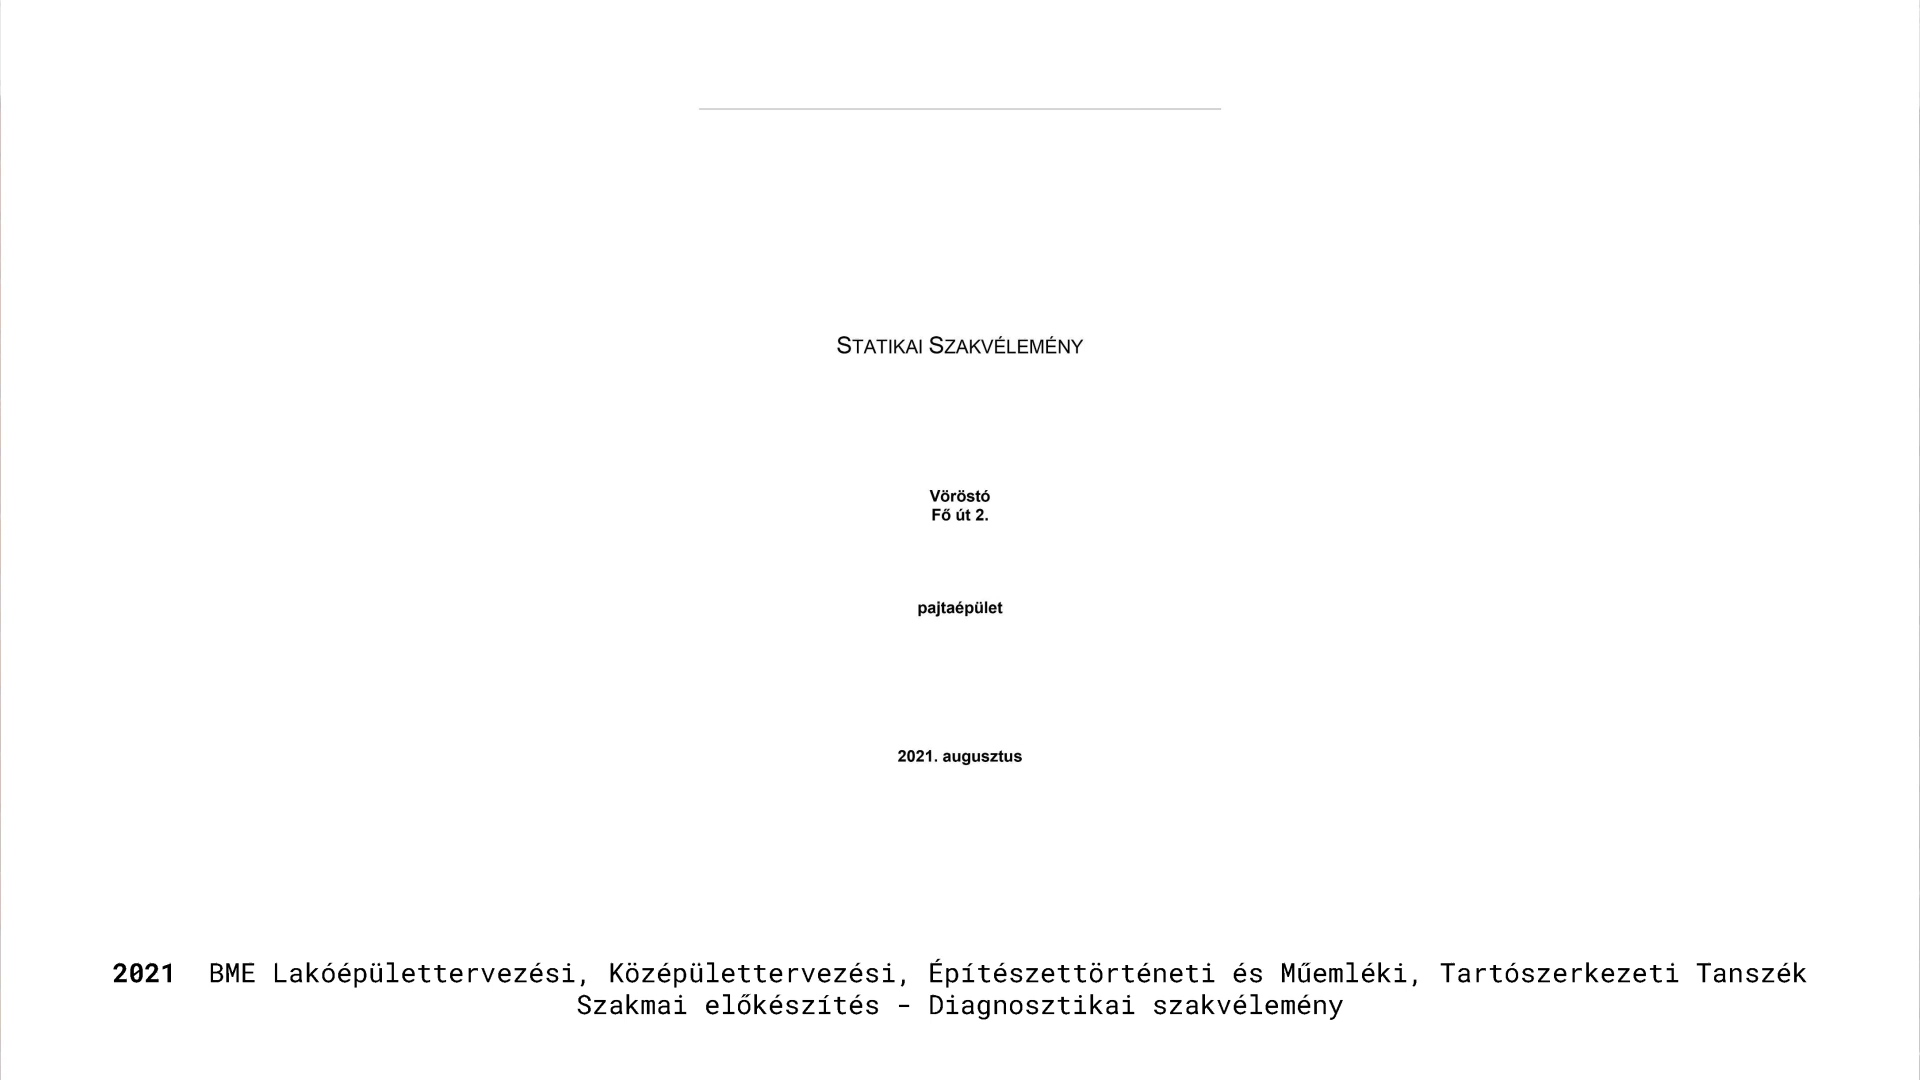 STATIKAI SZAKVÉLEMÉNY
Vöröstó
Fő út 2.
pajtaépület
2021. augusztus
2021 BME Lakóépülettervezési, Középülettervezési, Építészettörténeti és Műemléki, Tartószerkezeti Tanszék
Szakmai előkészítés - Diagnosztikai szakvélemény